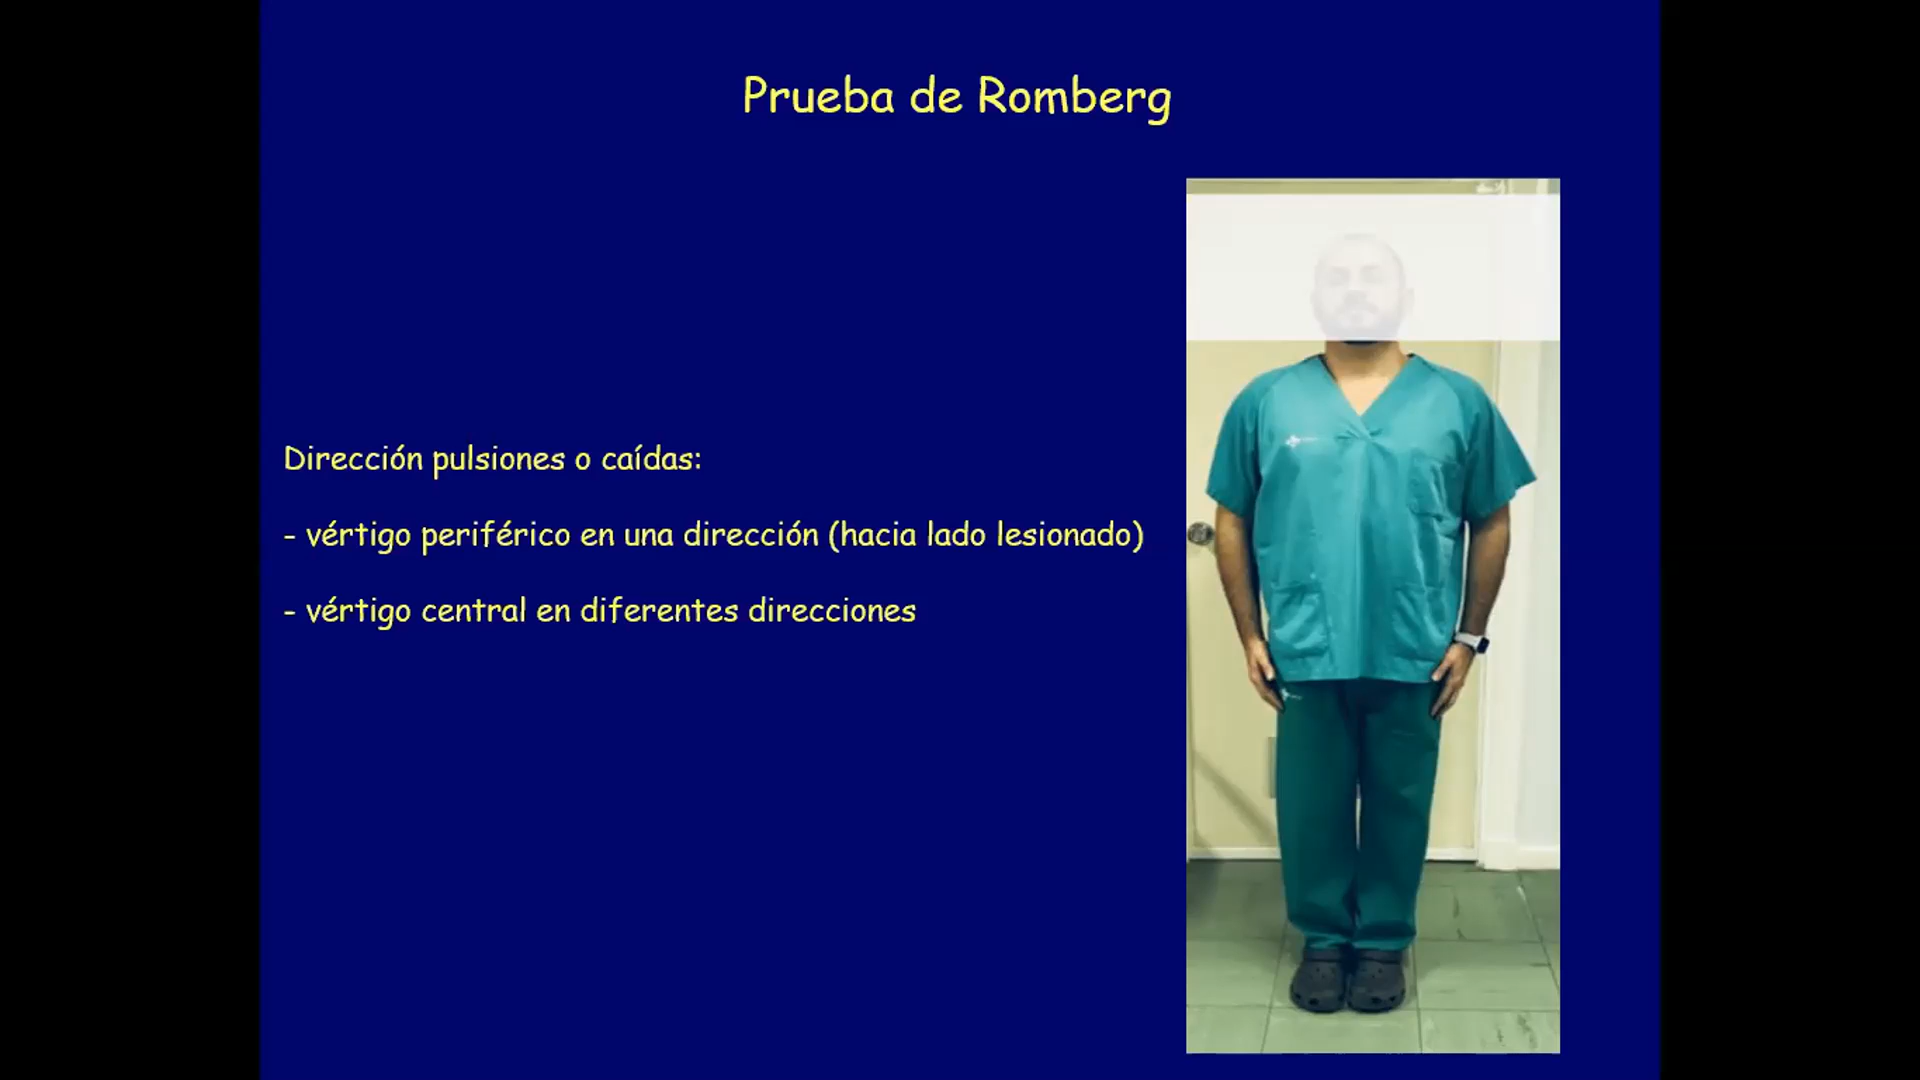 Prueba de Romberg
Dirección pulsiones o caídas:
- vértigo periférico en una dirección (hacia lado lesionado)
- vértigo central en diferentes direcciones